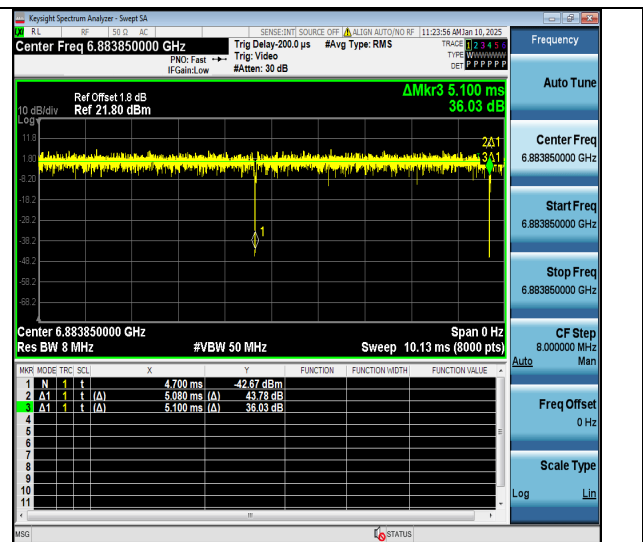 Keysight Spectrum Analyzer - Swept SA
RL RF 50 Ω AC SENSE:INT SOURCE OFF ALIGN AUTO/NO RF 11:23:56 AM Jan 10, 2025
Center Freq 6.883850000 GHz
PNO: Fast
IFGain:Low
Trig Delay-200.0 µs
Trig: Video
#Atten: 30 dB
#Avg Type: RMS
TRACE 1 2 3 4 5 6
TYPE WWWWWW
DET P P P P P P
Ref Offset 1.8 dB
10 dB/div Ref 21.80 dBm
Log
ΔMkr3 5.100 ms
36.03 dB
11.8
1.80
-8.20
-18.2
-28.2
-38.2
-48.2
-58.2
-68.2
2Δ1
3Δ1
1
Center 6.883850000 GHz Span 0 Hz
Res BW 8 MHz #VBW 50 MHz Sweep 10.13 ms (8000 pts)
MKR MODE TRC SCL X Y FUNCTION FUNCTION WIDTH FUNCTION VALUE
1 N 1 t 4.700 ms -42.67 dBm
2 Δ1 1 t (Δ) 5.080 ms (Δ) 43.78 dB
3 Δ1 1 t (Δ) 5.100 ms (Δ) 36.03 dB
4
5
6
7
8
9
10
11
MSG STATUS
Frequency
Auto Tune
Center Freq
6.883850000 GHz
Start Freq
6.883850000 GHz
Stop Freq
6.883850000 GHz
CF Step
8.000000 MHz
Auto Man
Freq Offset
0 Hz
Scale Type
Log Lin